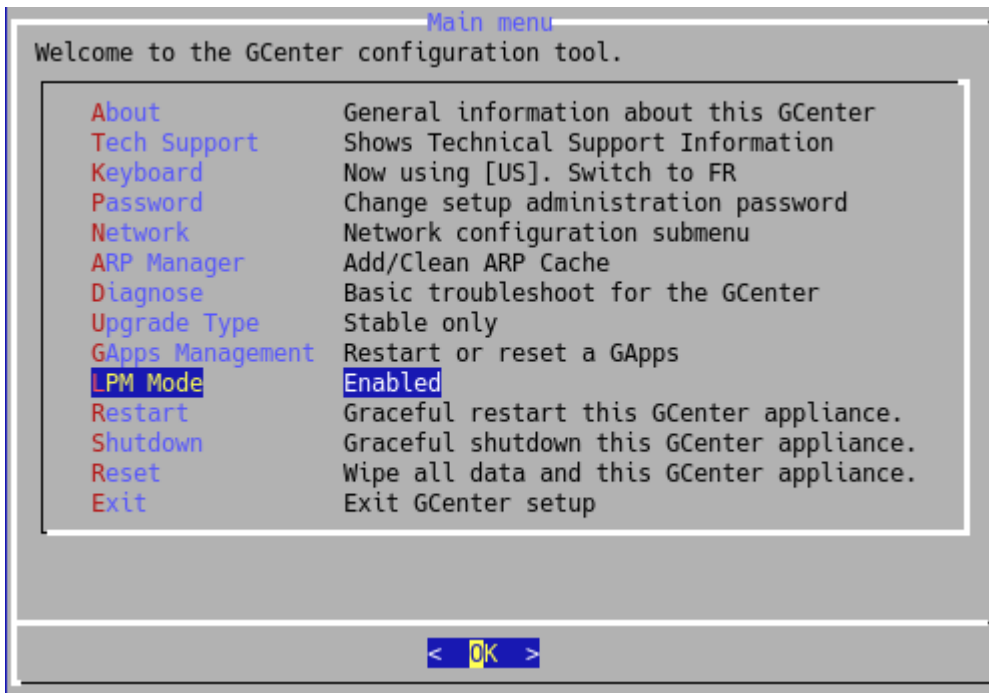 Main menu
Welcome to the GCenter configuration tool.
About General information about this GCenter
Tech Support Shows Technical Support Information
Keyboard Now using [US]. Switch to FR
Password Change setup administration password
Network Network configuration submenu
ARP Manager Add/Clean ARP Cache
Diagnose Basic troubleshoot for the GCenter
Upgrade Type Stable only
GApps Management Restart or reset a GApps
LPM Mode Enabled
Restart Graceful restart this GCenter appliance.
Shutdown Graceful shutdown this GCenter appliance.
Reset Wipe all data and this GCenter appliance.
Exit Exit GCenter setup
< OK >